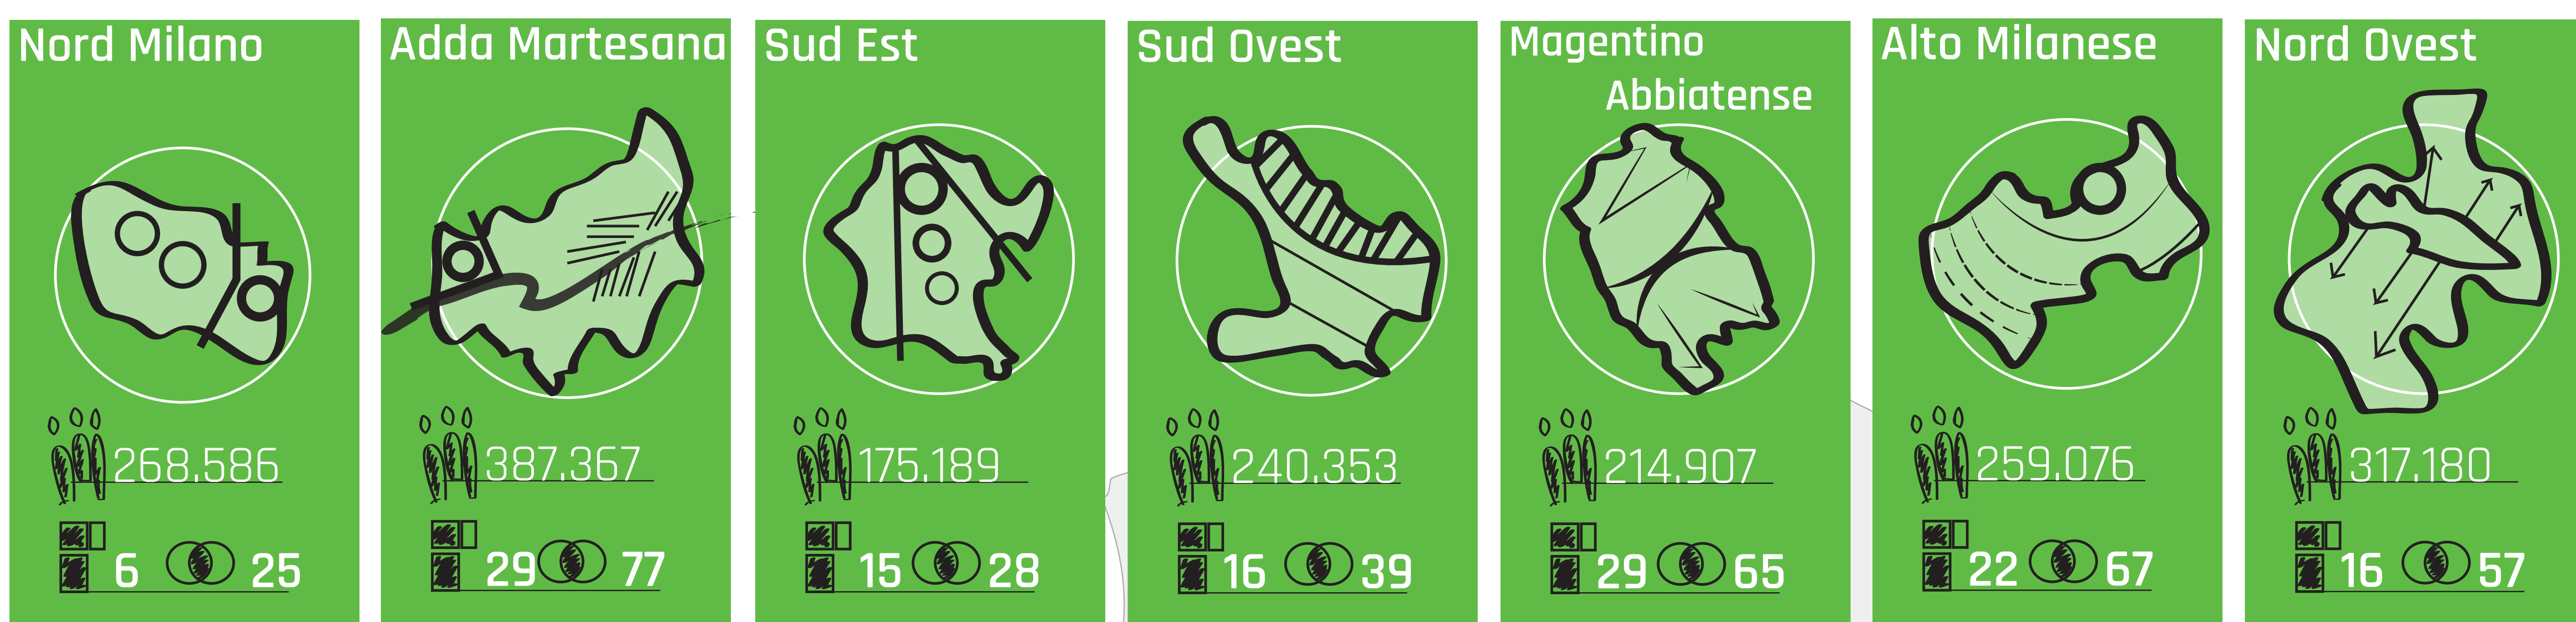 Nord Milano
268.586
6 25
Adda Martesana
387.367
29 77
Sud Est
175.189
15 28
Sud Ovest
240.353
16 39
Magentino
Abbiatense
214.907
29 65
Alto Milanese
259.076
22 67
Nord Ovest
317.180
16 57